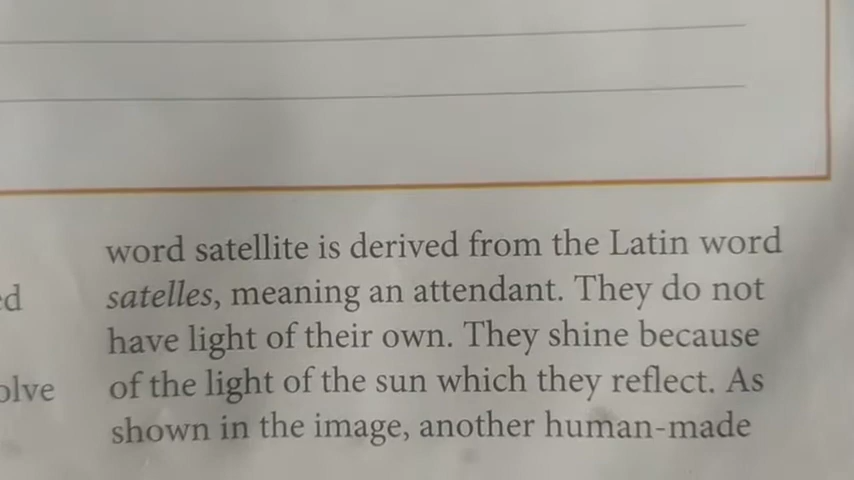 word satellite is derived from the Latin word
satelles, meaning an attendant. They do not
have light of their own. They shine because
of the light of the sun which they reflect. As
shown in the image, another human-made